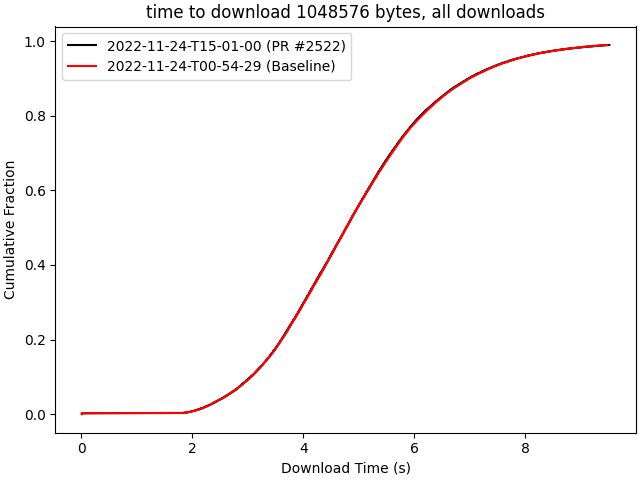 time to download 1048576 bytes, all downloads
2022-11-24-T15-01-00 (PR #2522)
2022-11-24-T00-54-29 (Baseline)
Cumulative Fraction
1.0
0.8
0.6
0.4
0.2
0.0
0 2 4 6 8
Download Time (s)